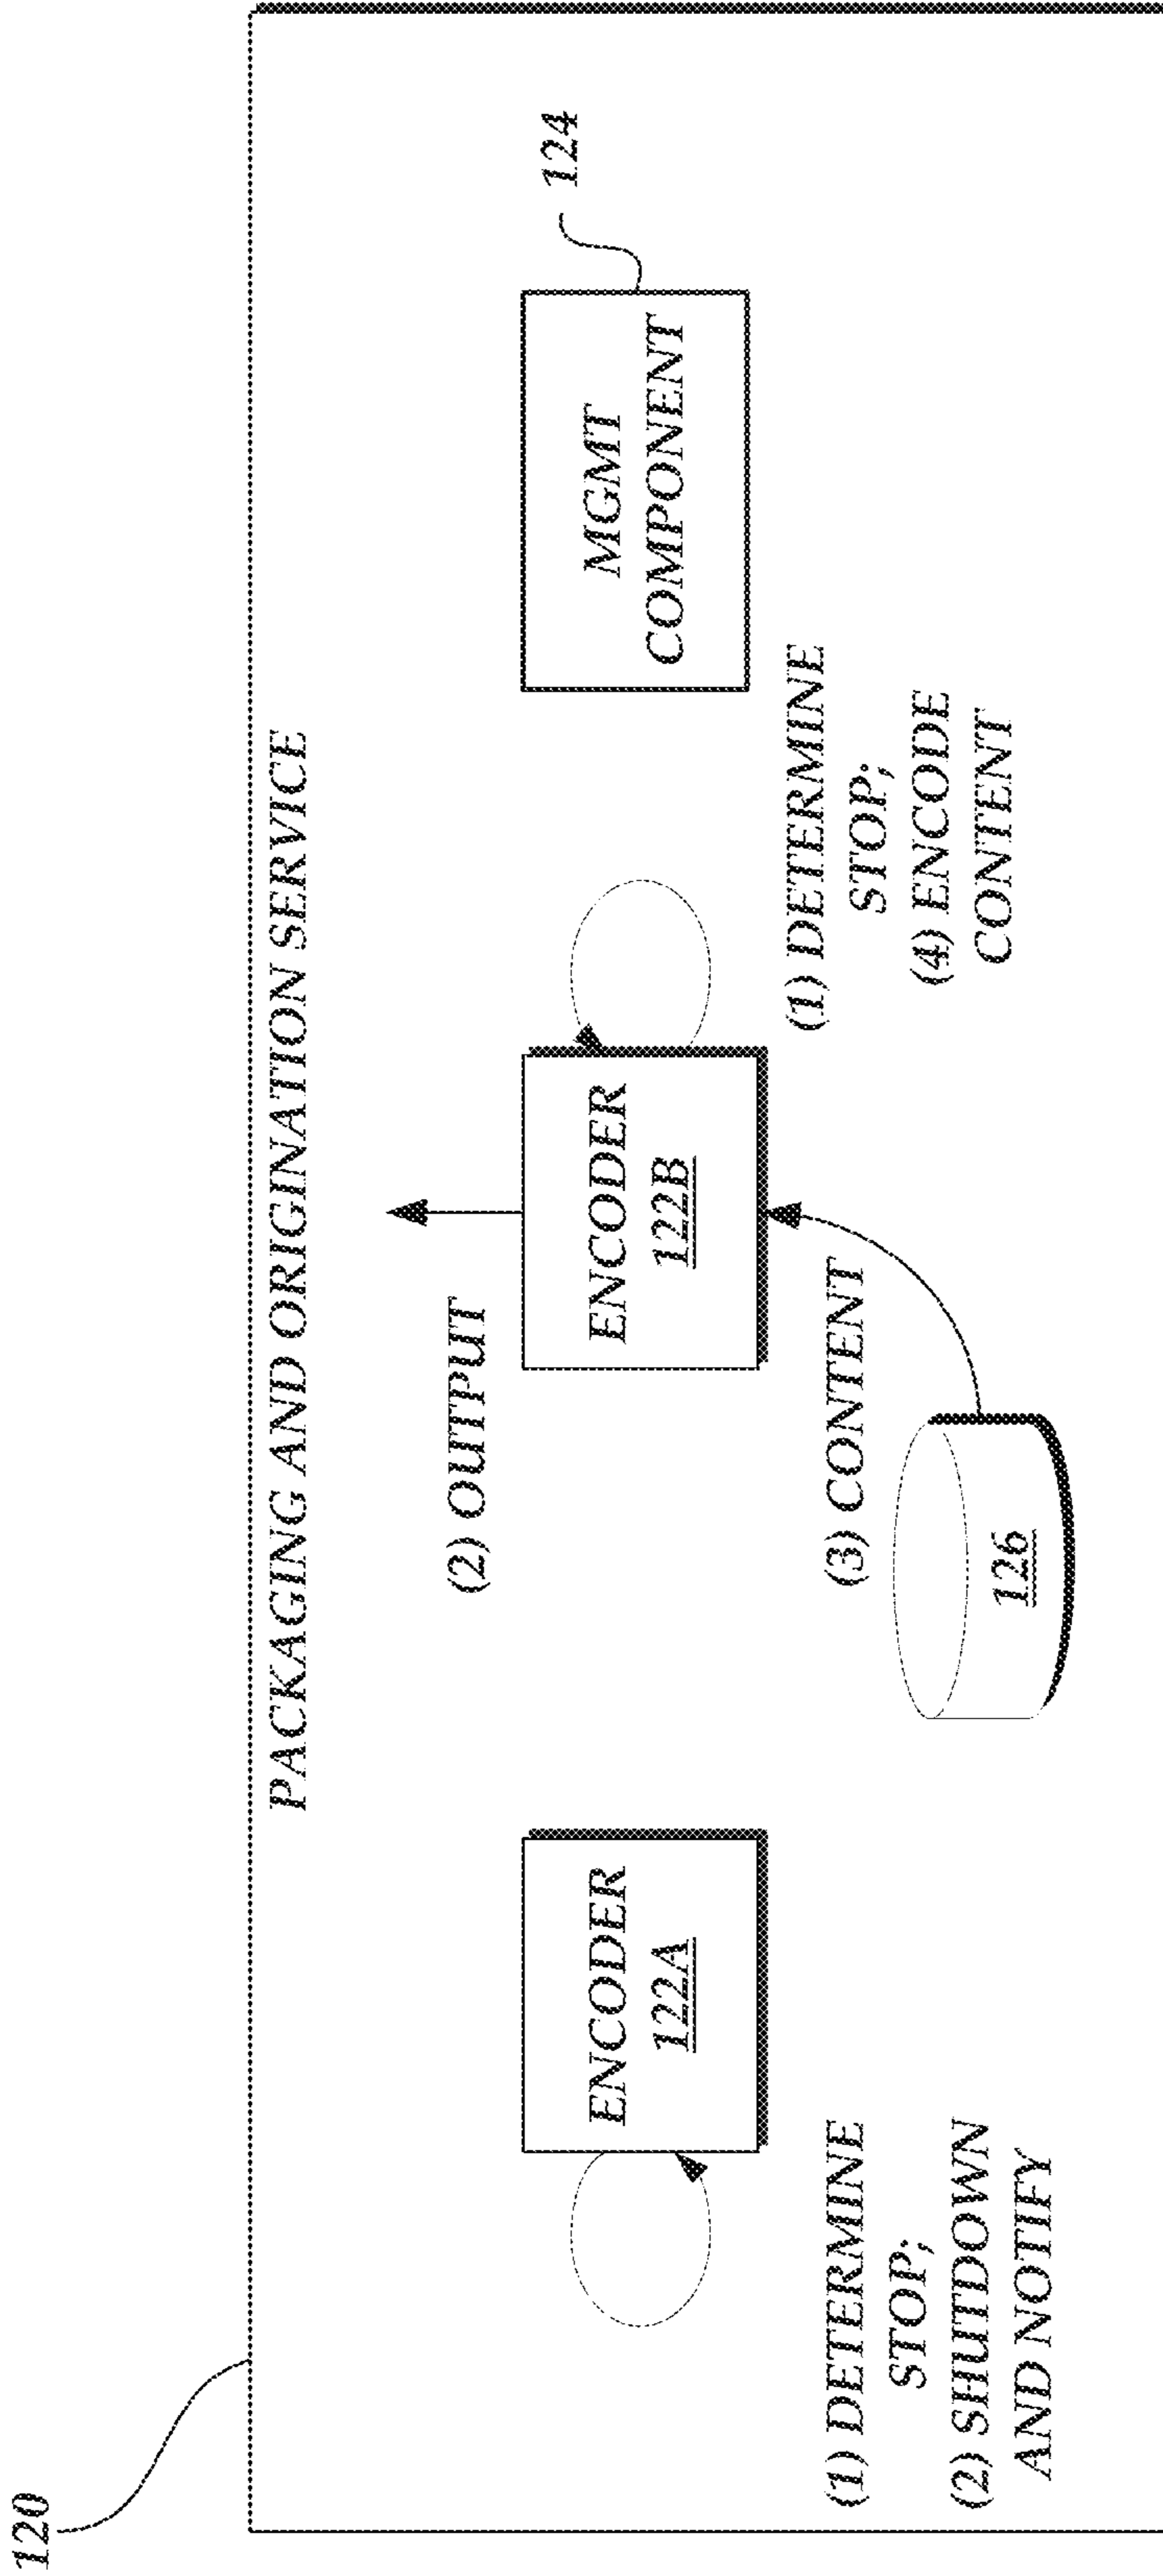 120
PACKAGING AND ORIGINATION SERVICE
(2) OUTPUT
ENCODER
122A
ENCODER
122B
MGMT
COMPONENT
124
(1) DETERMINE
STOP;
(2) SHUTDOWN
AND NOTIFY
(3) CONTENT
126
(1) DETERMINE
STOP;
(4) ENCODE
CONTENT